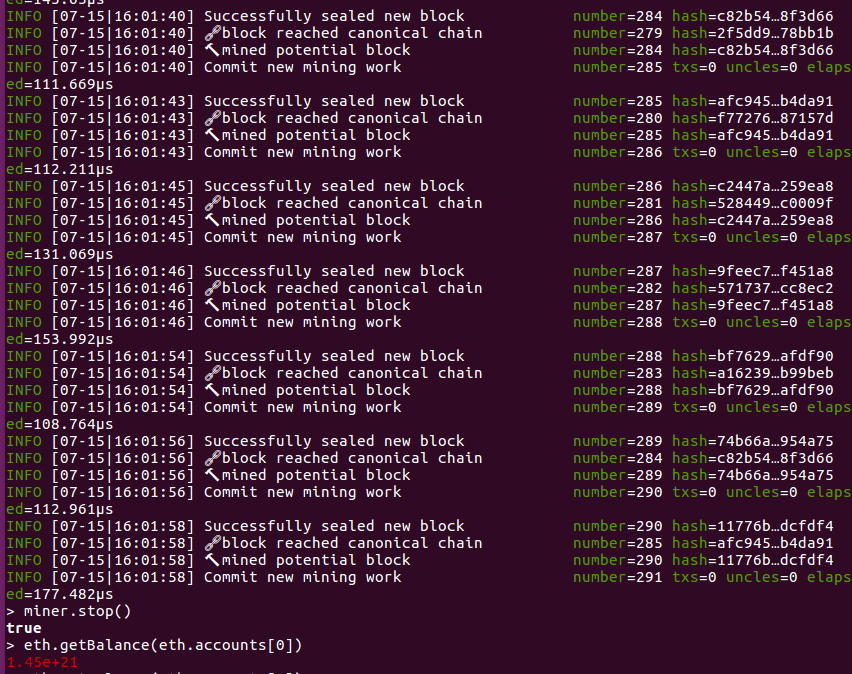 INFO [07-15|16:01:40] Successfully sealed new block number=284 hash=c82b54…8f3d66
INFO [07-15|16:01:40] 🔗block reached canonical chain number=279 hash=2f5dd9…78bb1b
INFO [07-15|16:01:40] 🔨mined potential block number=284 hash=c82b54…8f3d66
INFO [07-15|16:01:40] Commit new mining work number=285 txs=0 uncles=0 elaps
ed=111.669µs
INFO [07-15|16:01:43] Successfully sealed new block number=285 hash=afc945…b4da91
INFO [07-15|16:01:43] 🔗block reached canonical chain number=280 hash=f77276…87157d
INFO [07-15|16:01:43] 🔨mined potential block number=285 hash=afc945…b4da91
INFO [07-15|16:01:43] Commit new mining work number=286 txs=0 uncles=0 elaps
ed=112.211µs
INFO [07-15|16:01:45] Successfully sealed new block number=286 hash=c2447a…259ea8
INFO [07-15|16:01:45] 🔗block reached canonical chain number=281 hash=528449…c0009f
INFO [07-15|16:01:45] 🔨mined potential block number=286 hash=c2447a…259ea8
INFO [07-15|16:01:45] Commit new mining work number=287 txs=0 uncles=0 elaps
ed=131.069µs
INFO [07-15|16:01:46] Successfully sealed new block number=287 hash=9feec7…f451a8
INFO [07-15|16:01:46] 🔗block reached canonical chain number=282 hash=571737…cc8ec2
INFO [07-15|16:01:46] 🔨mined potential block number=287 hash=9feec7…f451a8
INFO [07-15|16:01:46] Commit new mining work number=288 txs=0 uncles=0 elaps
ed=153.992µs
INFO [07-15|16:01:54] Successfully sealed new block number=288 hash=bf7629…afdf90
INFO [07-15|16:01:54] 🔗block reached canonical chain number=283 hash=a16239…b99beb
INFO [07-15|16:01:54] 🔨mined potential block number=288 hash=bf7629…afdf90
INFO [07-15|16:01:54] Commit new mining work number=289 txs=0 uncles=0 elaps
ed=108.764µs
INFO [07-15|16:01:56] Successfully sealed new block number=289 hash=74b66a…954a75
INFO [07-15|16:01:56] 🔗block reached canonical chain number=284 hash=c82b54…8f3d66
INFO [07-15|16:01:56] 🔨mined potential block number=289 hash=74b66a…954a75
INFO [07-15|16:01:56] Commit new mining work number=290 txs=0 uncles=0 elaps
ed=112.961µs
INFO [07-15|16:01:58] Successfully sealed new block number=290 hash=11776b…dcfdf4
INFO [07-15|16:01:58] 🔗block reached canonical chain number=285 hash=afc945…b4da91
INFO [07-15|16:01:58] 🔨mined potential block number=290 hash=11776b…dcfdf4
INFO [07-15|16:01:58] Commit new mining work number=291 txs=0 uncles=0 elaps
ed=177.482µs
> miner.stop()
true
> eth.getBalance(eth.accounts[0])
1.45e+21